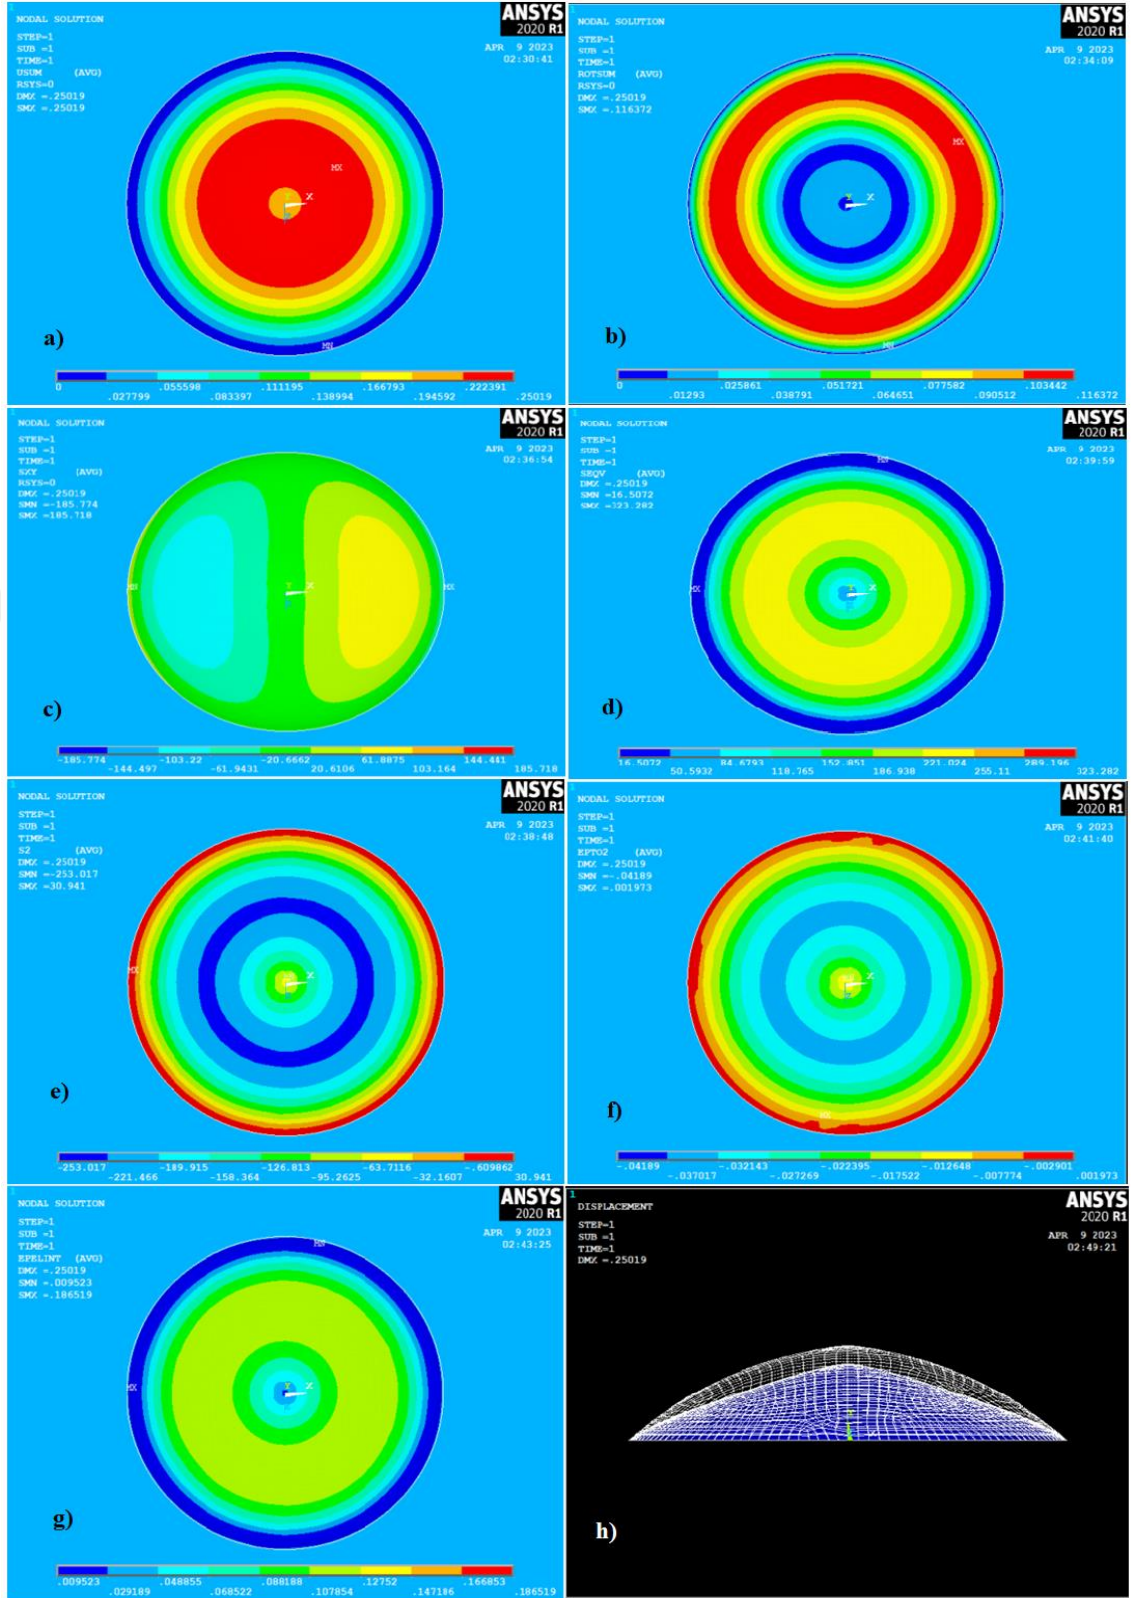 1
NODAL SOLUTION
STEP=1
SUB =1
TIME=1
USUM (AVG)
RSYS=0
DMX =.25019
SMX =.25019
ANSYS
2020 R1
APR 9 2023
02:30:41
MX
Y
X
Z
MN
a)
0 .055598 .111195 .166793 .222391
.027799 .083397 .138994 .194592 .25019
1
NODAL SOLUTION
STEP=1
SUB =1
TIME=1
ROTSUM (AVG)
RSYS=0
DMX =.25019
SMX =.116372
ANSYS
2020 R1
APR 9 2023
02:34:09
MX
X
MN
b)
0 .025861 .051721 .077582 .103442
.01293 .038791 .064651 .090512 .116372
1
NODAL SOLUTION
STEP=1
SUB =1
TIME=1
SXY (AVG)
RSYS=0
DMX =.25019
SMN =-185.774
SMX =185.718
ANSYS
2020 R1
APR 9 2023
02:36:54
MN
Y
X
MX
c)
-185.774 -103.22 -20.6662 61.8875 144.441
-144.497 -61.9431 20.6106 103.164 185.718
1
NODAL SOLUTION
STEP=1
SUB =1
TIME=1
SEQV (AVG)
DMX =.25019
SMN =16.5072
SMX =323.282
ANSYS
2020 R1
APR 9 2023
02:39:59
MN
MX
X
d)
16.5072 84.6793 152.851 221.024 289.196
50.5932 118.765 186.938 255.11 323.282
1
NODAL SOLUTION
STEP=1
SUB =1
TIME=1
S2 (AVG)
DMX =.25019
SMN =-253.017
SMX =30.941
ANSYS
2020 R1
APR 9 2023
02:38:48
MX
X
e)
-253.017 -189.915 -126.813 -63.7116 -.609862
-221.466 -158.364 -95.2625 -32.1607 30.941
1
NODAL SOLUTION
STEP=1
SUB =1
TIME=1
EPTO2 (AVG)
DMX =.25019
SMN =-.04189
SMX =.001973
ANSYS
2020 R1
APR 9 2023
02:41:40
X
MX
f)
-.04189 -.032143 -.022395 -.012648 -.002901
-.037017 -.027269 -.017522 -.007774 .001973
1
NODAL SOLUTION
STEP=1
SUB =1
TIME=1
EPELINT (AVG)
DMX =.25019
SMN =.009523
SMX =.186519
ANSYS
2020 R1
APR 9 2023
02:43:25
MN
MX
Y
X
g)
.009523 .048855 .088188 .12752 .166853
.029189 .068522 .107854 .147186 .186519
1
DISPLACEMENT
STEP=1
SUB =1
TIME=1
DMX =.25019
ANSYS
2020 R1
APR 9 2023
02:49:21
h)